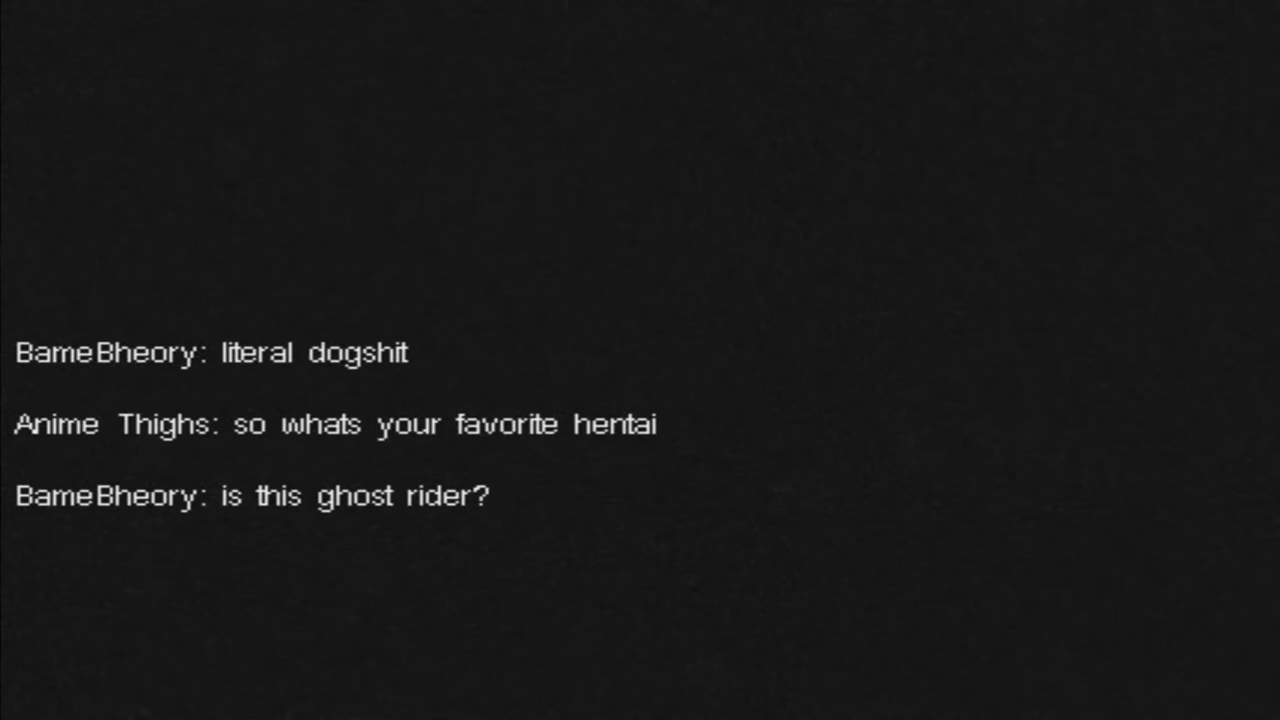 BameBheory: literal dogshit
Anime Thighs: so whats your favorite hentai
BameBheory: is this ghost rider?